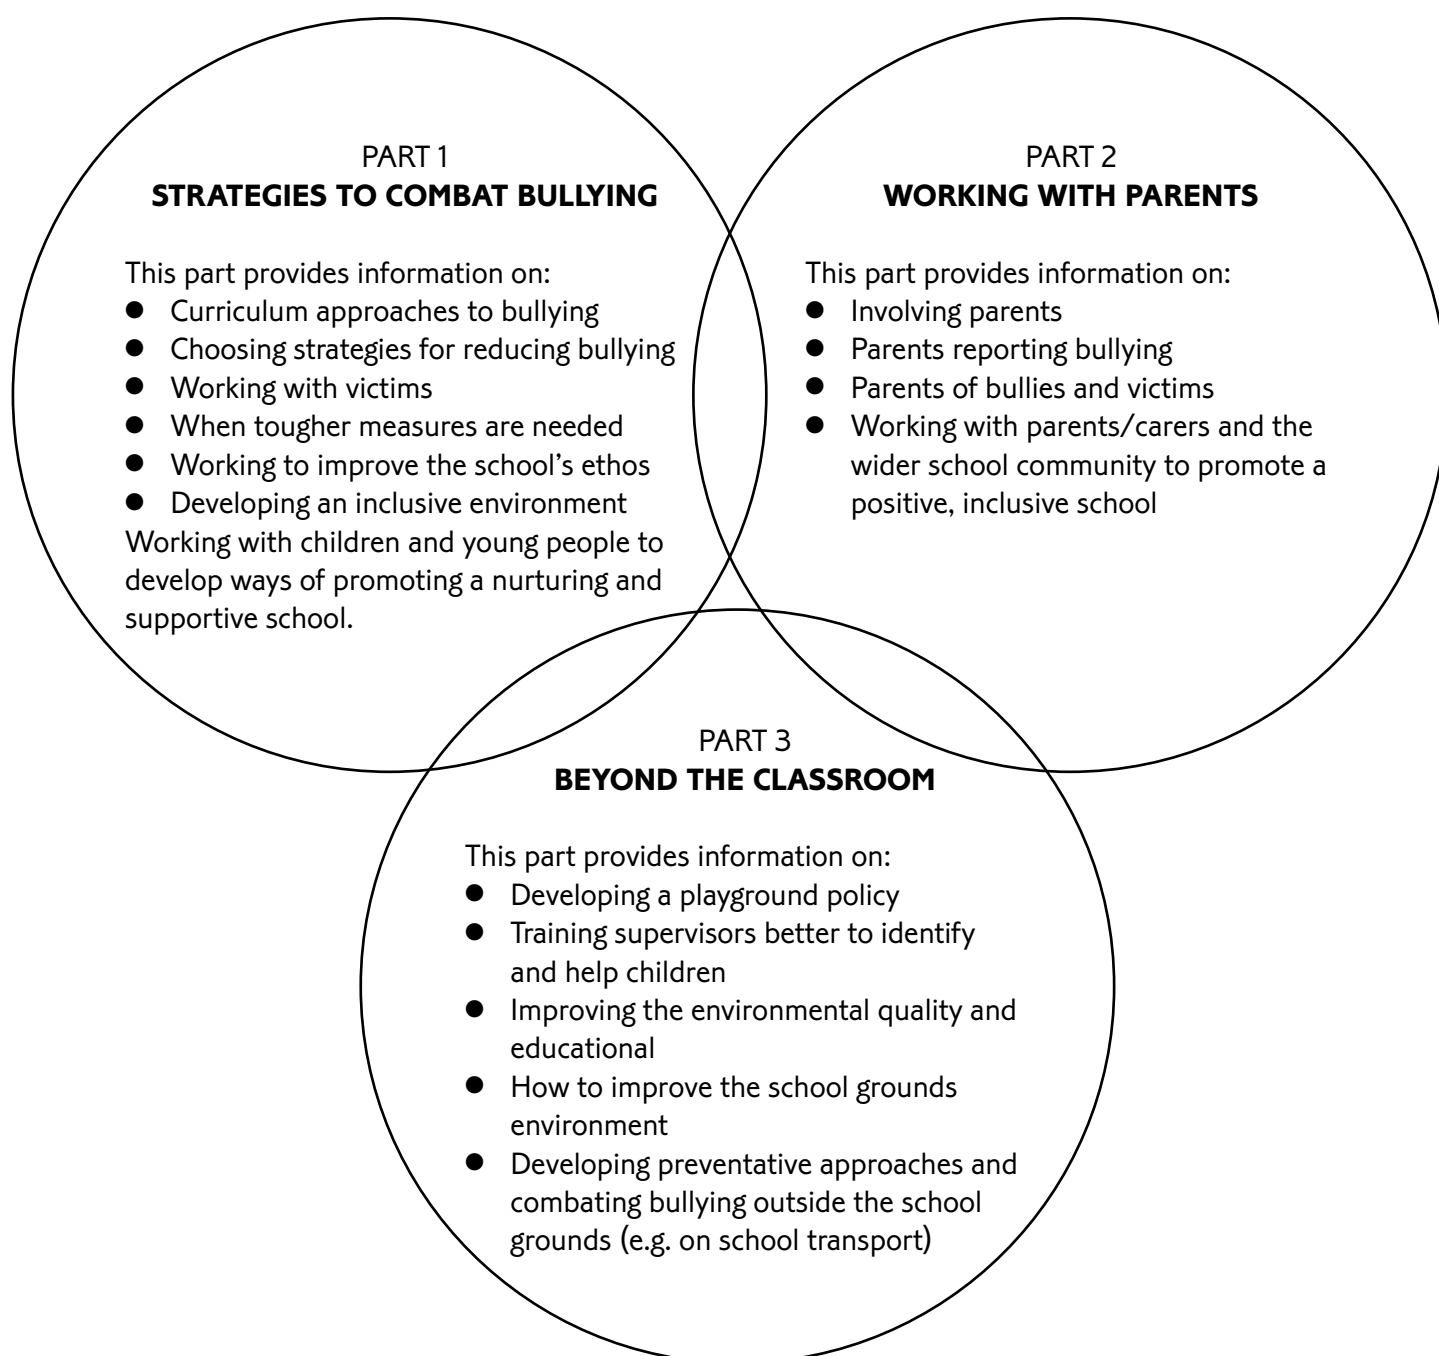 PART 1
STRATEGIES TO COMBAT BULLYING
This part provides information on:
● Curriculum approaches to bullying
● Choosing strategies for reducing bullying
● Working with victims
● When tougher measures are needed
● Working to improve the school’s ethos
● Developing an inclusive environment
Working with children and young people to
develop ways of promoting a nurturing and
supportive school.
PART 2
WORKING WITH PARENTS
This part provides information on:
● Involving parents
● Parents reporting bullying
● Parents of bullies and victims
● Working with parents/carers and the
wider school community to promote a
positive, inclusive school
PART 3
BEYOND THE CLASSROOM
This part provides information on:
● Developing a playground policy
● Training supervisors better to identify
and help children
● Improving the environmental quality and
educational
● How to improve the school grounds
environment
● Developing preventative approaches and
combating bullying outside the school
grounds (e.g. on school transport)